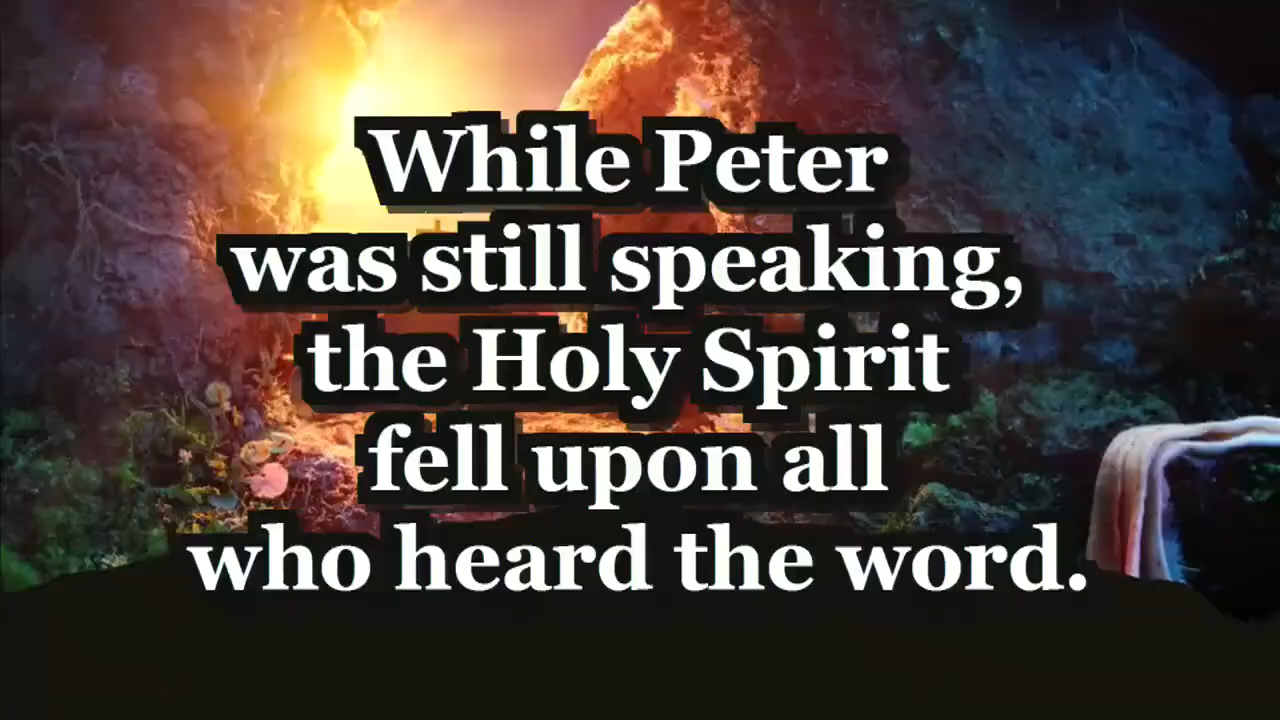 While Peter
was still speaking,
the Holy Spirit
fell upon all
who heard the word.